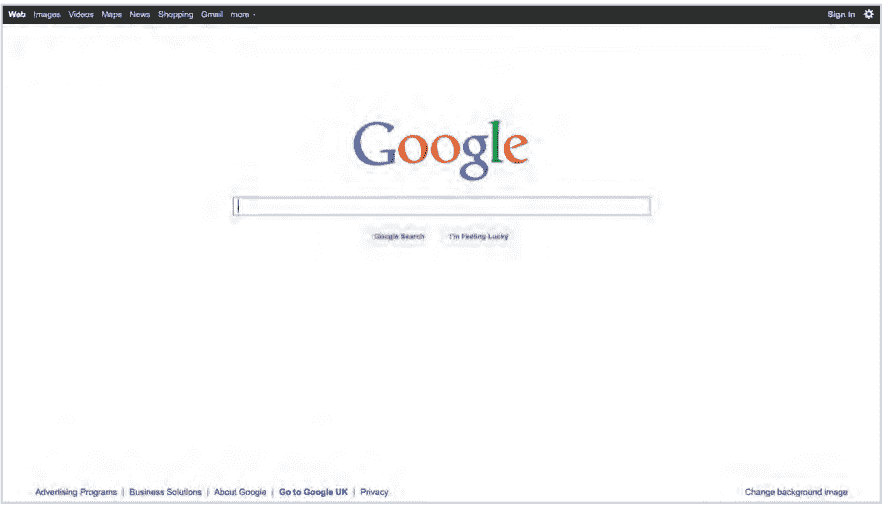 Web Images Videos Maps News Shopping Gmail more Sign in
Google
Google Search I'm Feeling Lucky
Advertising Programs | Business Solutions | About Google | Go to Google UK | Privacy Change background image